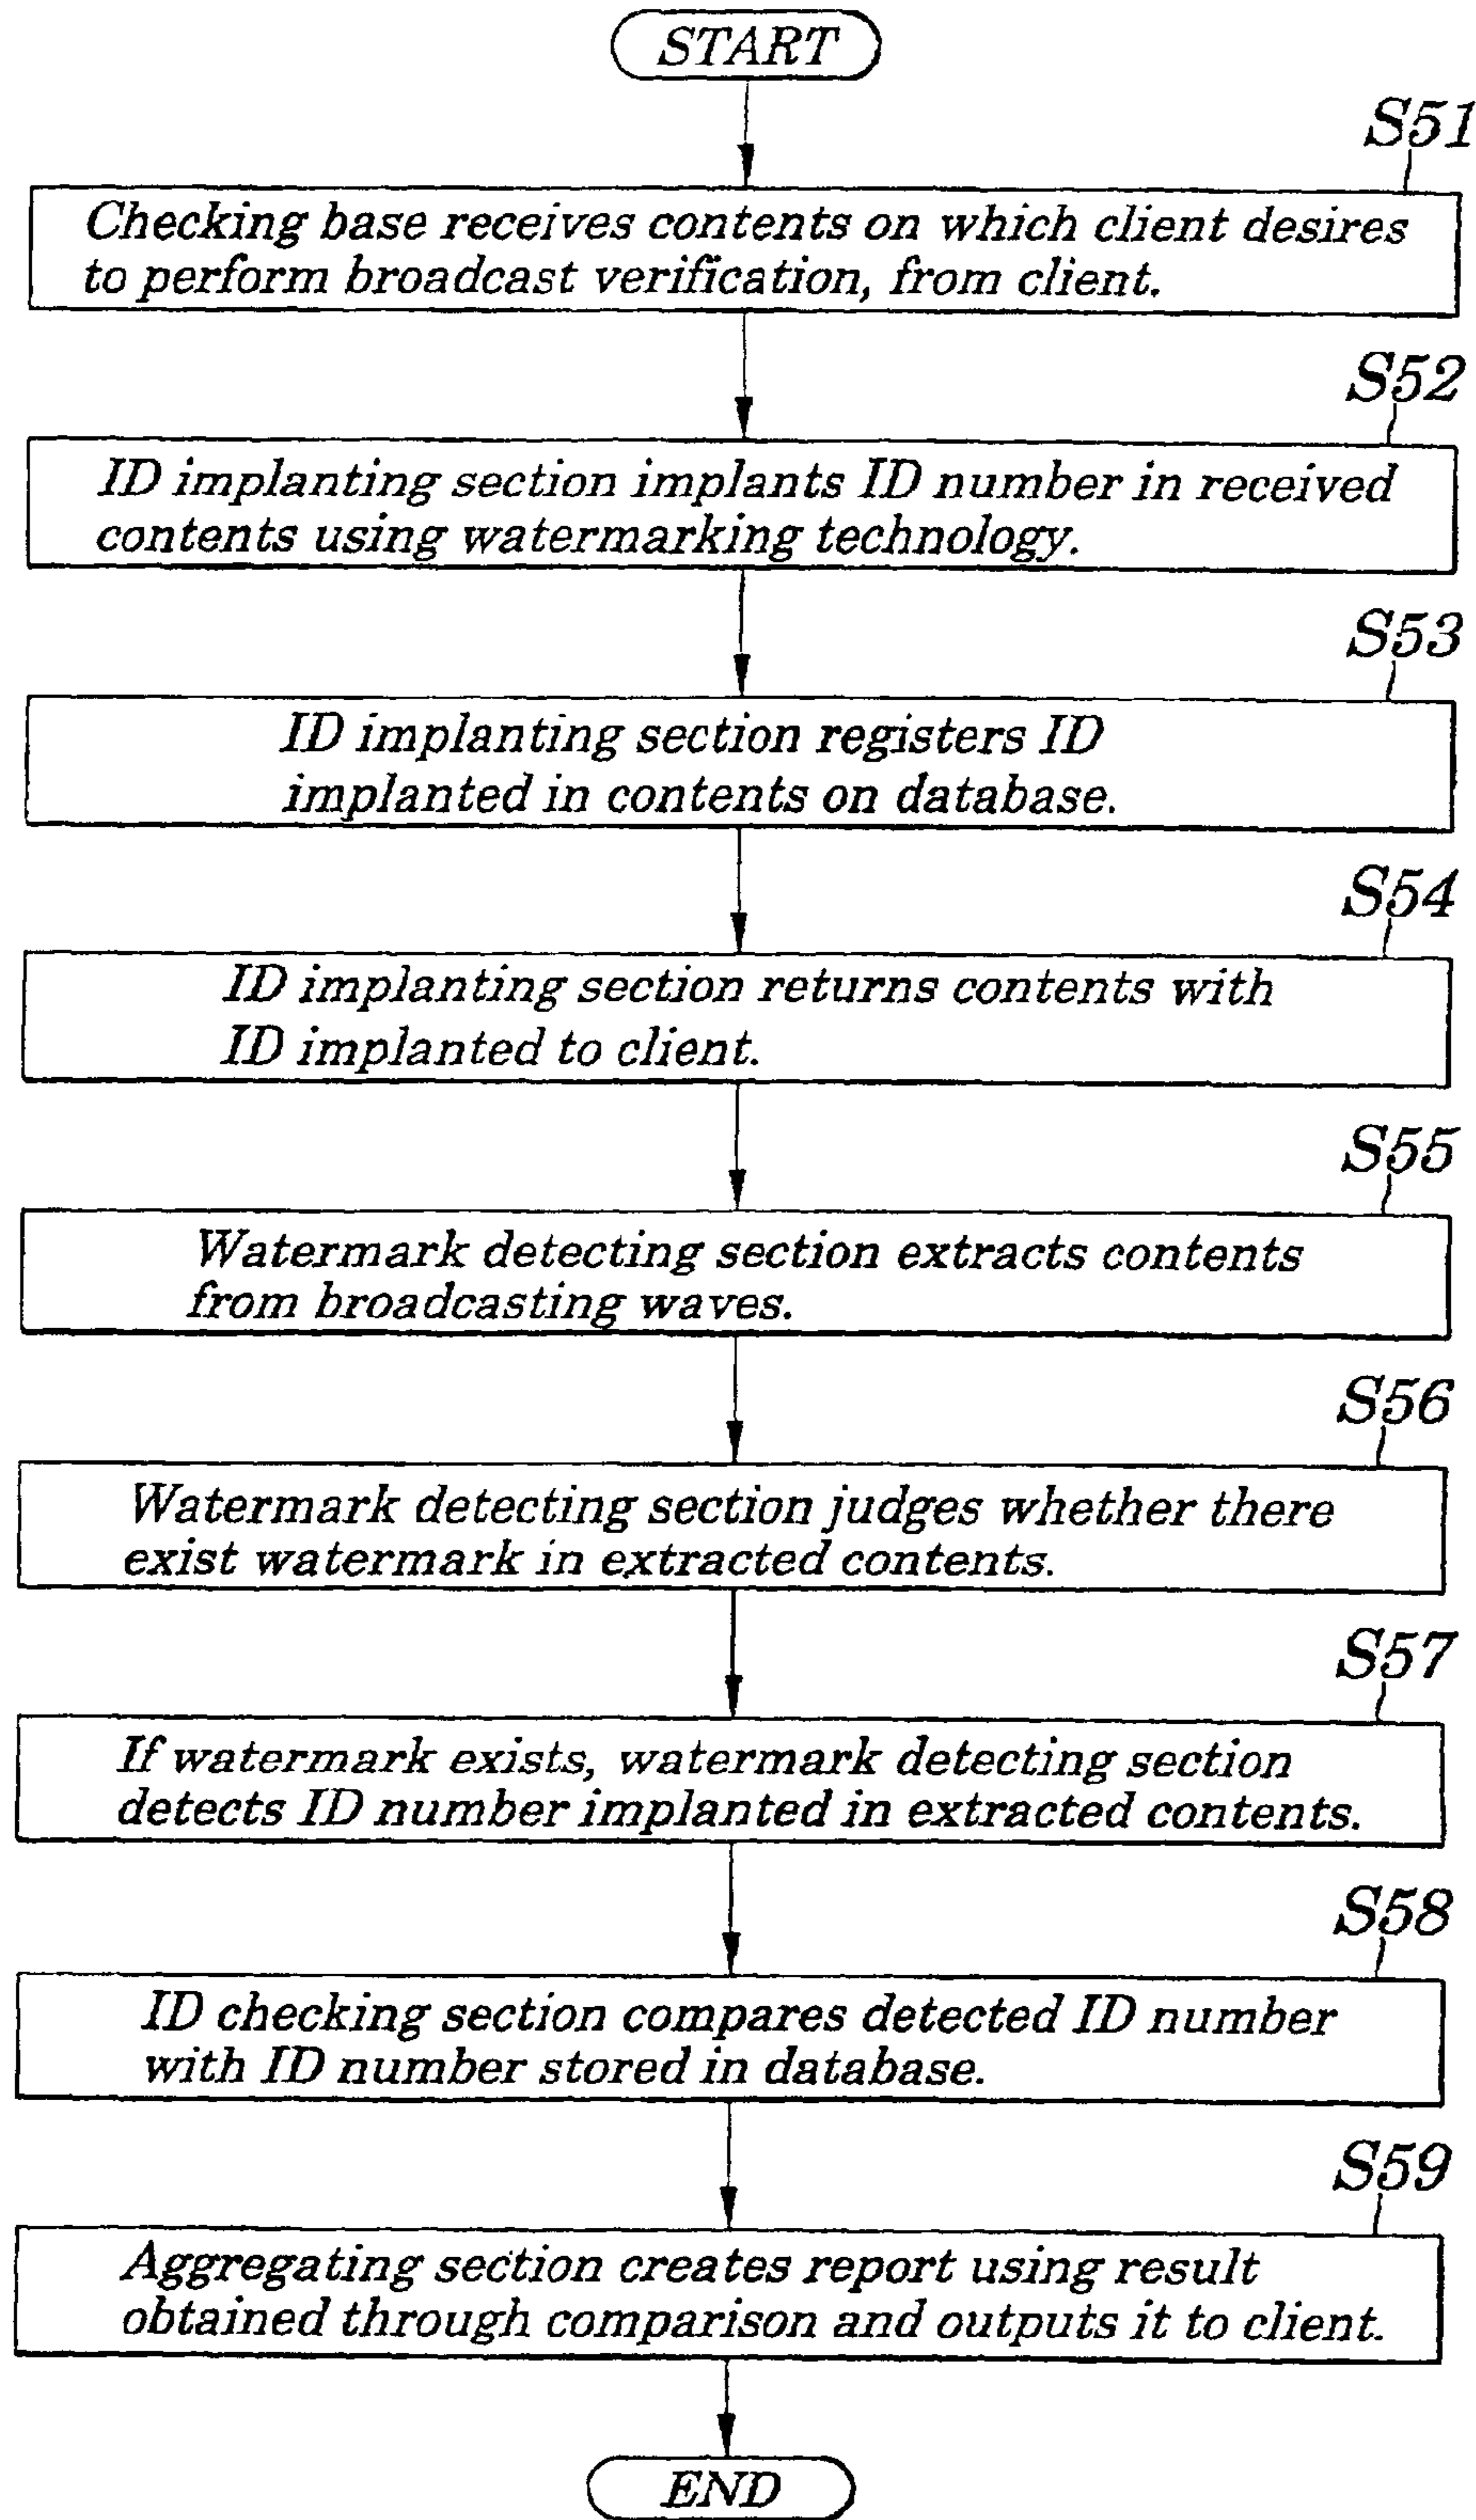 START
S51
Checking base receives contents on which client desires
to perform broadcast verification, from client.
S52
ID implanting section implants ID number in received
contents using watermarking technology.
S53
ID implanting section registers ID
implanted in contents on database.
S54
ID implanting section returns contents with
ID implanted to client.
S55
Watermark detecting section extracts contents
from broadcasting waves.
S56
Watermark detecting section judges whether there
exist watermark in extracted contents.
S57
If watermark exists, watermark detecting section
detects ID number implanted in extracted contents.
S58
ID checking section compares detected ID number
with ID number stored in database.
S59
Aggregating section creates report using result
obtained through comparison and outputs it to client.
END